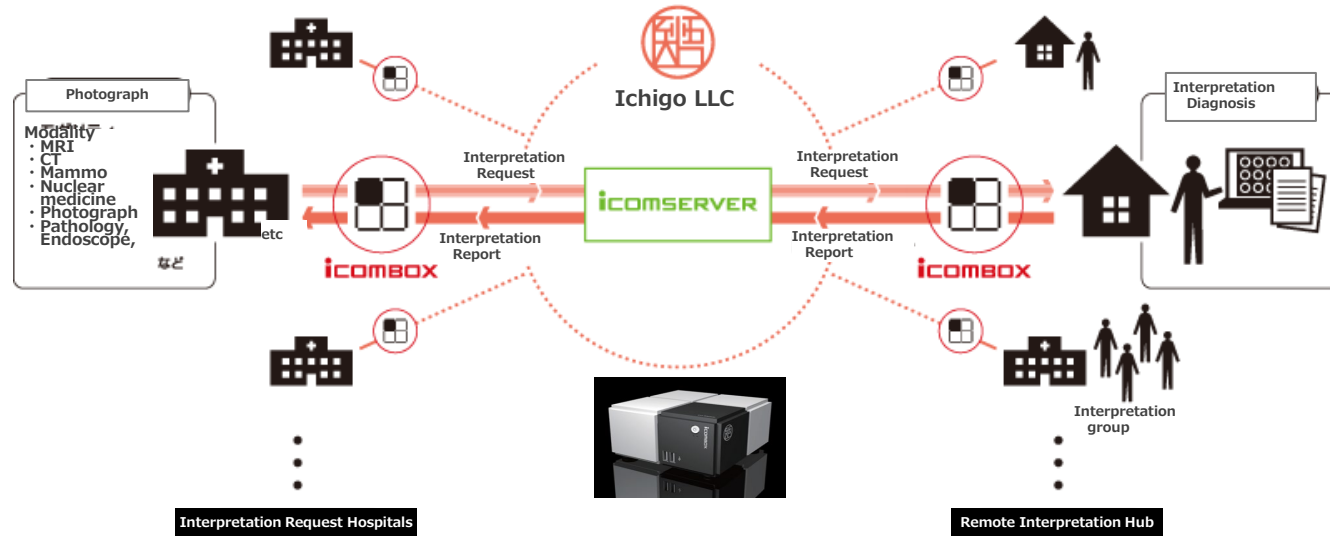 Ichigo LLC
Photograph
Modality
・MRI
・CT
・Mammo
・Nuclear
medicine
・Photograph
・Pathology,
Endoscope,
etc
など
Interpretation
Request
Interpretation
Report
icombox
icomserver
Interpretation
Request
Interpretation
Report
icombox
Interpretation
Diagnosis
Interpretation
group
icombox
Interpretation Request Hospitals
Remote Interpretation Hub